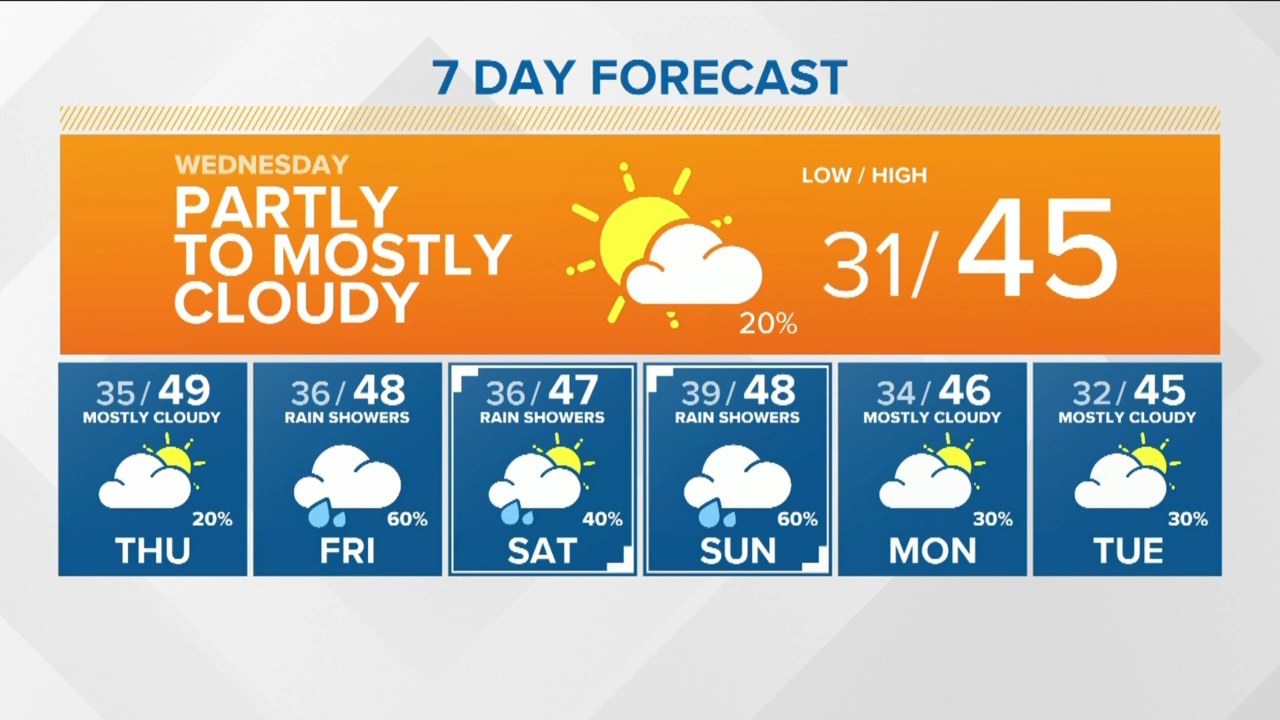 7 DAY FORECAST
WEDNESDAY
PARTLY
TO MOSTLY
CLOUDY
20%
LOW / HIGH
31/45
35/49
MOSTLY CLOUDY
20%
THU
36/48
RAIN SHOWERS
60%
FRI
36/47
RAIN SHOWERS
40%
SAT
39/48
RAIN SHOWERS
60%
SUN
34/46
MOSTLY CLOUDY
30%
MON
32/45
MOSTLY CLOUDY
30%
TUE